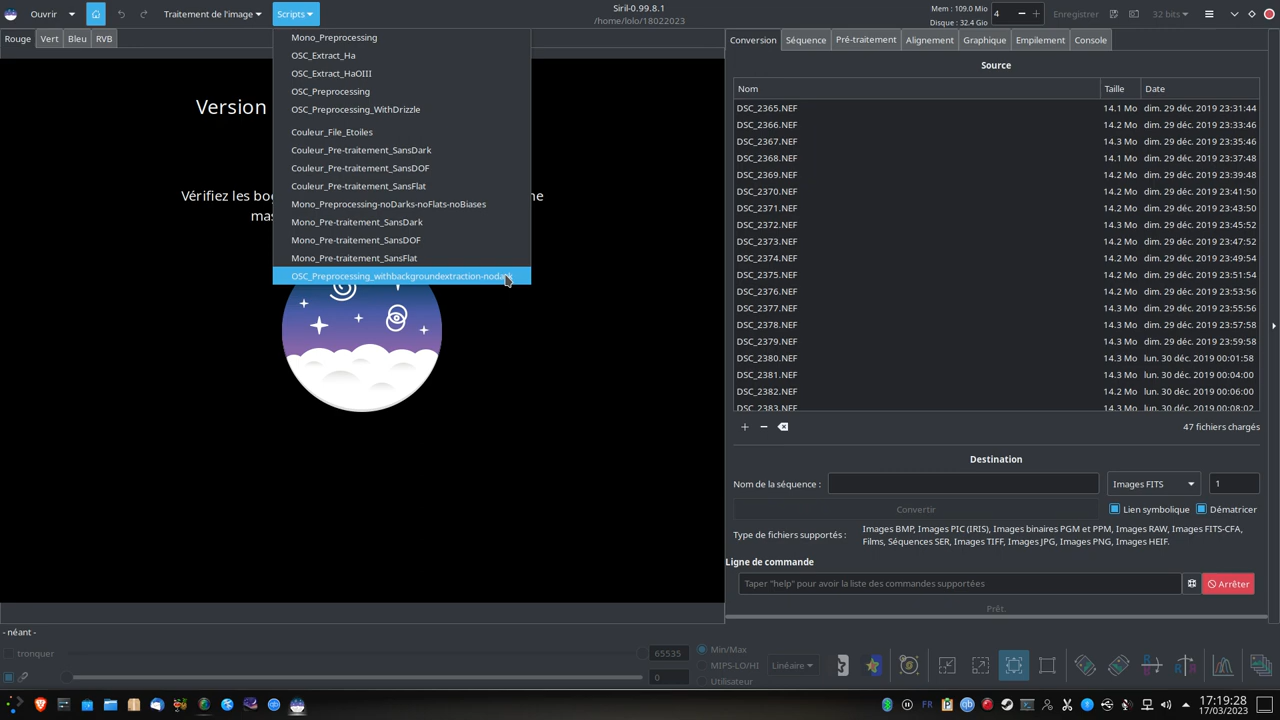 Ouvrir
Traitement de l'image
Scripts
Siril-0.99.8.1
/home/lolo/18022023
Mem : 109.0 Mio
Disque : 32.4 Gio
4
Enregistrer
32 bits
Rouge
Vert
Bleu
RVB
Mono_Preprocessing
OSC_Extract_Ha
OSC_Extract_HaOIII
OSC_Preprocessing
OSC_Preprocessing_WithDrizzle
Couleur_File_Etoiles
Couleur_Pre-traitement_SansDark
Couleur_Pre-traitement_SansDOF
Couleur_Pre-traitement_SansFlat
Mono_Preprocessing-noDarks-noFlats-noBiases
Mono_Pre-traitement_SansDark
Mono_Pre-traitement_SansDOF
Mono_Pre-traitement_SansFlat
OSC_Preprocessing_withbackgroundextraction-nodark
Version
Vérifiez les
Conversion
Séquence
Pré-traitement
Alignement
Graphique
Empilement
Console
Source
Nom Taille Date
DSC_2365.NEF 14.1 Mo dim. 29 déc. 2019 23:31:44
DSC_2366.NEF 14.2 Mo dim. 29 déc. 2019 23:33:46
DSC_2367.NEF 14.3 Mo dim. 29 déc. 2019 23:35:46
DSC_2368.NEF 14.1 Mo dim. 29 déc. 2019 23:37:48
DSC_2369.NEF 14.2 Mo dim. 29 déc. 2019 23:39:48
DSC_2370.NEF 14.2 Mo dim. 29 déc. 2019 23:41:50
DSC_2371.NEF 14.2 Mo dim. 29 déc. 2019 23:43:50
DSC_2372.NEF 14.3 Mo dim. 29 déc. 2019 23:45:52
DSC_2373.NEF 14.2 Mo dim. 29 déc. 2019 23:47:52
DSC_2374.NEF 14.2 Mo dim. 29 déc. 2019 23:49:54
DSC_2375.NEF 14.3 Mo dim. 29 déc. 2019 23:51:54
DSC_2376.NEF 14.2 Mo dim. 29 déc. 2019 23:53:56
DSC_2377.NEF 14.3 Mo dim. 29 déc. 2019 23:55:56
DSC_2378.NEF 14.3 Mo dim. 29 déc. 2019 23:57:58
DSC_2379.NEF 14.3 Mo dim. 29 déc. 2019 23:59:58
DSC_2380.NEF 14.3 Mo lun. 30 déc. 2019 00:01:58
DSC_2381.NEF 14.3 Mo lun. 30 déc. 2019 00:04:00
DSC_2382.NEF 14.2 Mo lun. 30 déc. 2019 00:06:00
DSC_2383.NEF 14.3 Mo lun. 30 déc. 2019 00:08:02
47 fichiers chargés
Destination
Nom de la séquence :
Images FITS
1
Convertir
Lien symbolique
Dématricer
Type de fichiers supportés :
Images BMP, Images PIC (IRIS), Images binaires PGM et PPM, Images RAW, Images FITS-CFA,
Films, Séquences SER, Images TIFF, Images JPG, Images PNG, Images HEIF.
Ligne de commande
Taper "help" pour avoir la liste des commandes supportées
Arrêter
Prêt.
- néant -
tronquer
65535
0
Min/Max
MIPS-LO/HI
Utilisateur
Linéaire
FR
17:19:28
17/03/2023